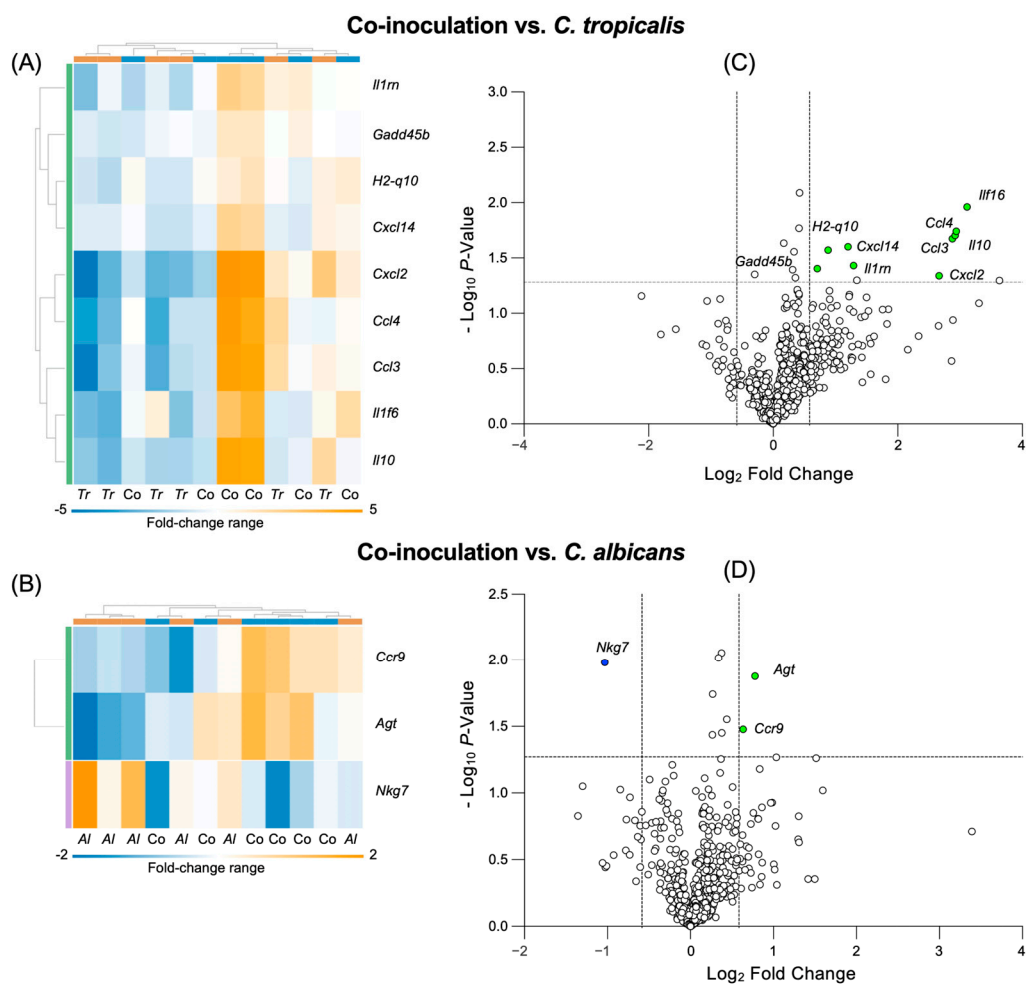 Co-inoculation vs. C. tropicalis
(A)
Il1rn
Gadd45b
H2-q10
Cxcl14
Cxcl2
Ccl4
Ccl3
Il1f6
Il10
Tr Tr Co Tr Tr Co Co Co Tr Co Tr Co
-5 5
Fold-change range
(C)
3.0
2.5
2.0
1.5
1.0
0.5
0.0
- Log10 P-Value
Ilf16
Ccl4
H2-q10
Cxcl14
Ccl3
Il10
Gadd45b
Il1rn
Cxcl2
−4 −2 0 2 4
Log2 Fold Change
Co-inoculation vs. C. albicans
(B)
Ccr9
Agt
Nkg7
Al Al Al Co Al Co Al Co Co Co Co Al
-2 2
Fold-change range
(D)
2.5
2.0
1.5
1.0
0.5
0.0
- Log10 P-Value
Nkg7
Agt
Ccr9
−2 −1 0 1 2 3 4
Log2 Fold Change